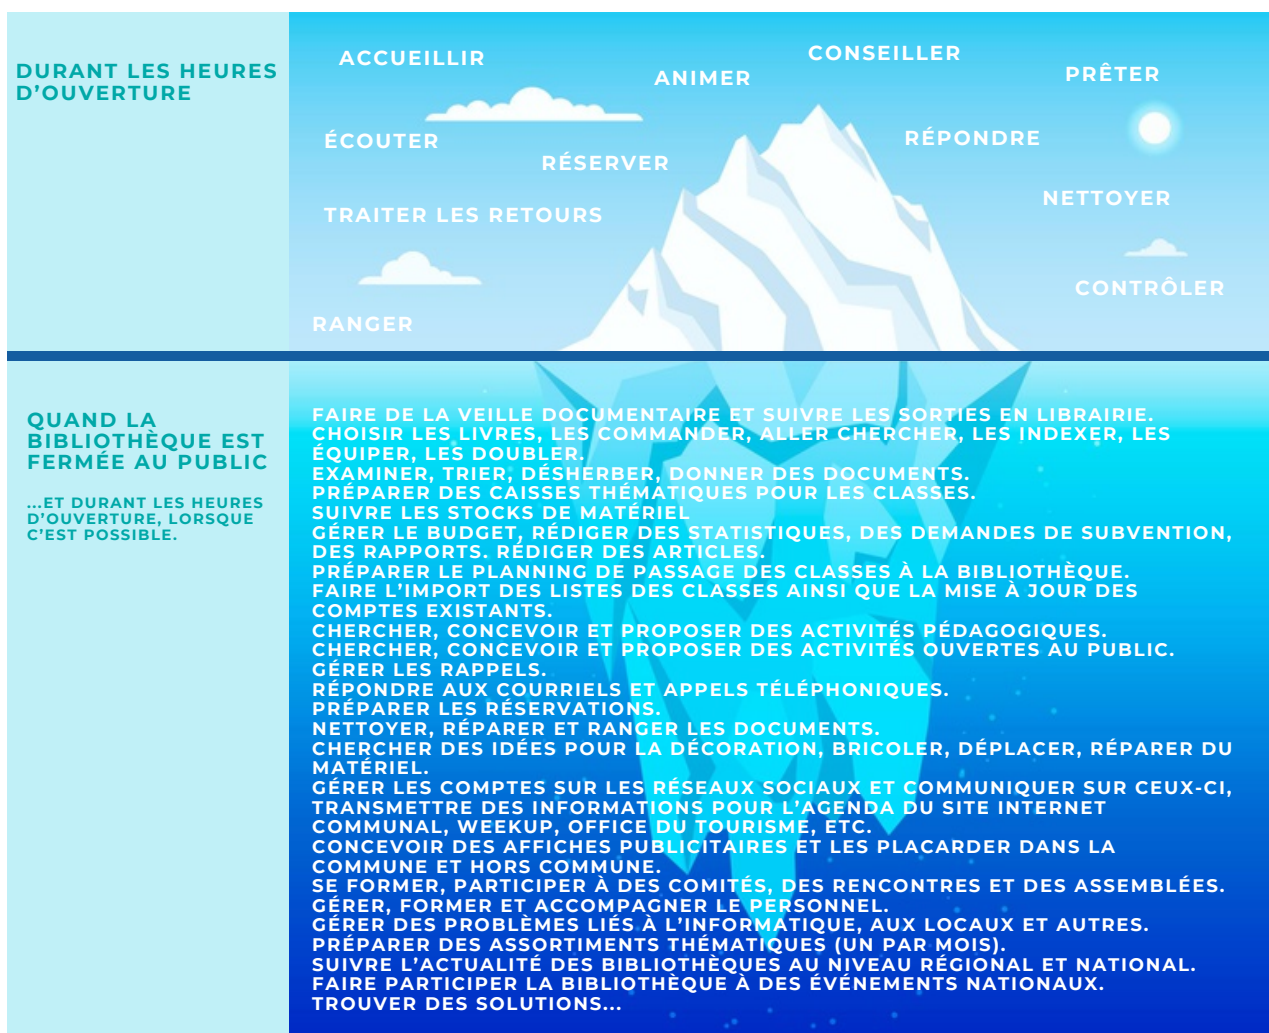 DURANT LES HEURES
D'OUVERTURE
ACCUEILLIR
ANIMER
CONSEILLER
PRÊTER
ÉCOUTER
RÉSERVER
RÉPONDRE
TRAITER LES RETOURS
NETTOYER
CONTRÔLER
RANGER
QUAND LA
BIBLIOTHÈQUE EST
FERMÉE AU PUBLIC
...ET DURANT LES HEURES
D'OUVERTURE, LORSQUE
C'EST POSSIBLE.
FAIRE DE LA VEILLE DOCUMENTAIRE ET SUIVRE LES SORTIES EN LIBRAIRIE.
CHOISIR LES LIVRES, LES COMMANDER, ALLER CHERCHER, LES INDEXER, LES
ÉQUIPER, LES DOUBLER.
EXAMINER, TRIER, DÉSHERBER, DONNER DES DOCUMENTS.
PRÉPARER DES CAISSES THÉMATIQUES POUR LES CLASSES.
SUIVRE LES STOCKS DE MATÉRIEL
GÉRER LE BUDGET, RÉDIGER DES STATISTIQUES, DES DEMANDES DE SUBVENTION,
DES RAPPORTS. RÉDIGER DES ARTICLES.
PRÉPARER LE PLANNING DE PASSAGE DES CLASSES À LA BIBLIOTHÈQUE.
FAIRE L'IMPORT DES LISTES DES CLASSES AINSI QUE LA MISE À JOUR DES
COMPTES EXISTANTS.
CHERCHER, CONCEVOIR ET PROPOSER DES ACTIVITÉS PÉDAGOGIQUES.
CHERCHER, CONCEVOIR ET PROPOSER DES ACTIVITÉS OUVERTES AU PUBLIC.
GÉRER LES RAPPELS.
RÉPONDRE AUX COURRIELS ET APPELS TÉLÉPHONIQUES.
PRÉPARER LES RÉSERVATIONS.
NETTOYER, RÉPARER ET RANGER LES DOCUMENTS.
CHERCHER DES IDÉES POUR LA DÉCORATION, BRICOLER, DÉPLACER, RÉPARER DU
MATÉRIEL.
GÉRER LES COMPTES SUR LES RÉSEAUX SOCIAUX ET COMMUNIQUER SUR CEUX-CI,
TRANSMETTRE DES INFORMATIONS POUR L'AGENDA DU SITE INTERNET
COMMUNAL, WEEKUP, OFFICE DU TOURISME, ETC.
CONCEVOIR DES AFFICHES PUBLICITAIRES ET LES PLACARDER DANS LA
COMMUNE ET HORS COMMUNE.
SE FORMER, PARTICIPER À DES COMITÉS, DES RENCONTRES ET DES ASSEMBLÉES.
GÉRER, FORMER ET ACCOMPAGNER LE PERSONNEL.
GÉRER DES PROBLÈMES LIÉS À L'INFORMATIQUE, AUX LOCAUX ET AUTRES.
PRÉPARER DES ASSORTIMENTS THÉMATIQUES (UN PAR MOIS).
SUIVRE L'ACTUALITÉ DES BIBLIOTHÈQUES AU NIVEAU RÉGIONAL ET NATIONAL.
FAIRE PARTICIPER LA BIBLIOTHÈQUE À DES ÉVÉNEMENTS NATIONAUX.
TROUVER DES SOLUTIONS...